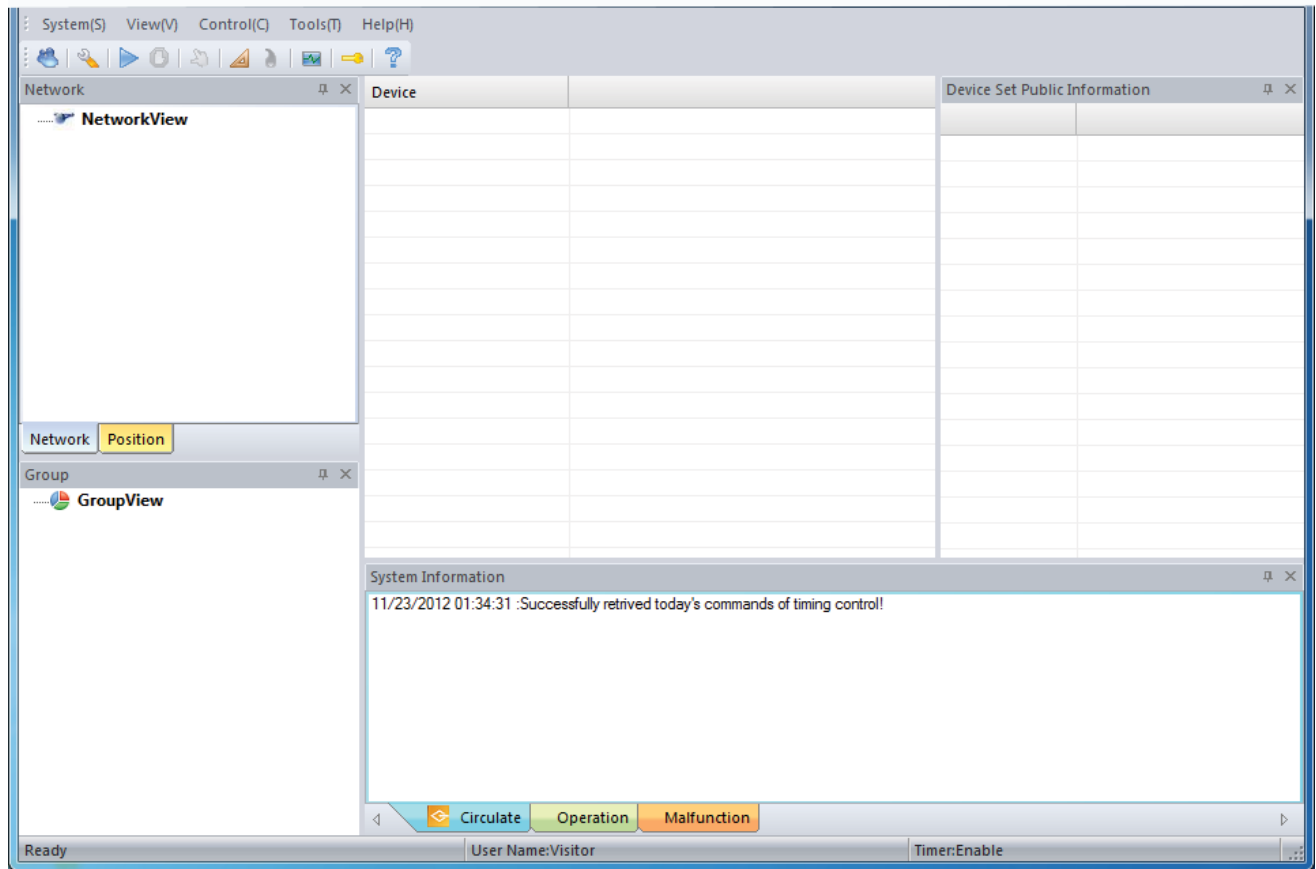 System(S) View(V) Control(C) Tools(T) Help(H)
Network
NetworkView
Network Position
Group
GroupView
Device
Device Set Public Information
System Information
11/23/2012 01:34:31 :Successfully retrived today's commands of timing control!
Circulate Operation Malfunction
Ready User Name:Visitor Timer:Enable